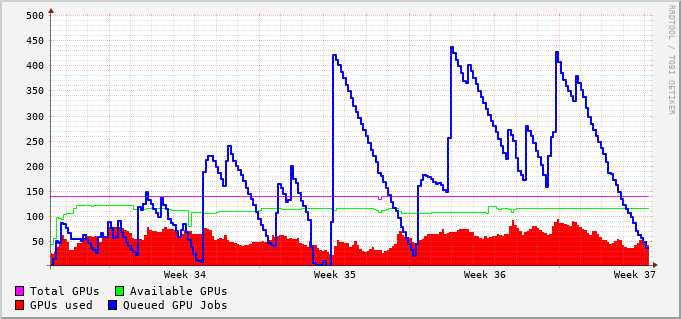 500
450
400
350
300
250
200
150
100
50
Week 34 Week 35 Week 36 Week 37
Total GPUs Available GPUs
GPUs used Queued GPU Jobs
RRDTOOL / TOBI OETIKER